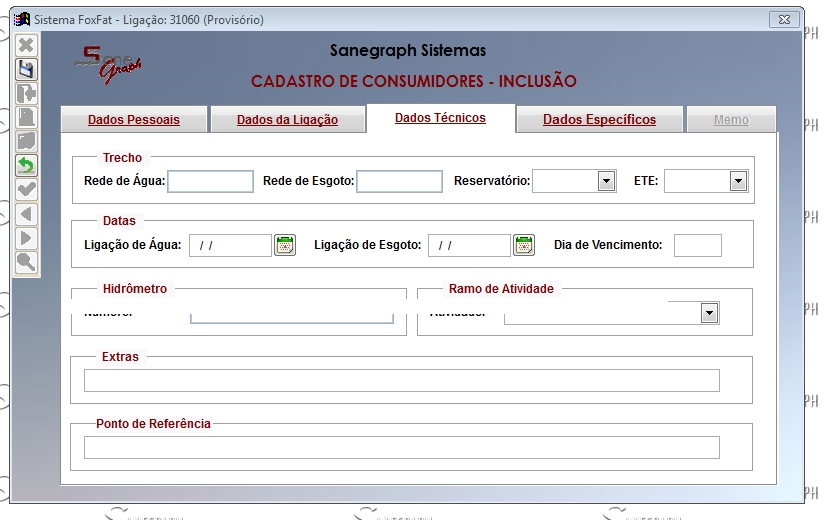 Sistema FoxFat - Ligação: 31060 (Provisório)
Sane
Graph
Sanegraph Sistemas
CADASTRO DE CONSUMIDORES - INCLUSÃO
Dados Pessoais Dados da Ligação Dados Técnicos Dados Específicos Memo
Trecho
Rede de Água: Rede de Esgoto: Reservatório: ETE:
Datas
Ligação de Água: / / Ligação de Esgoto: / / Dia de Vencimento:
Hidrômetro Ramo de Atividade
Extras
Ponto de Referência